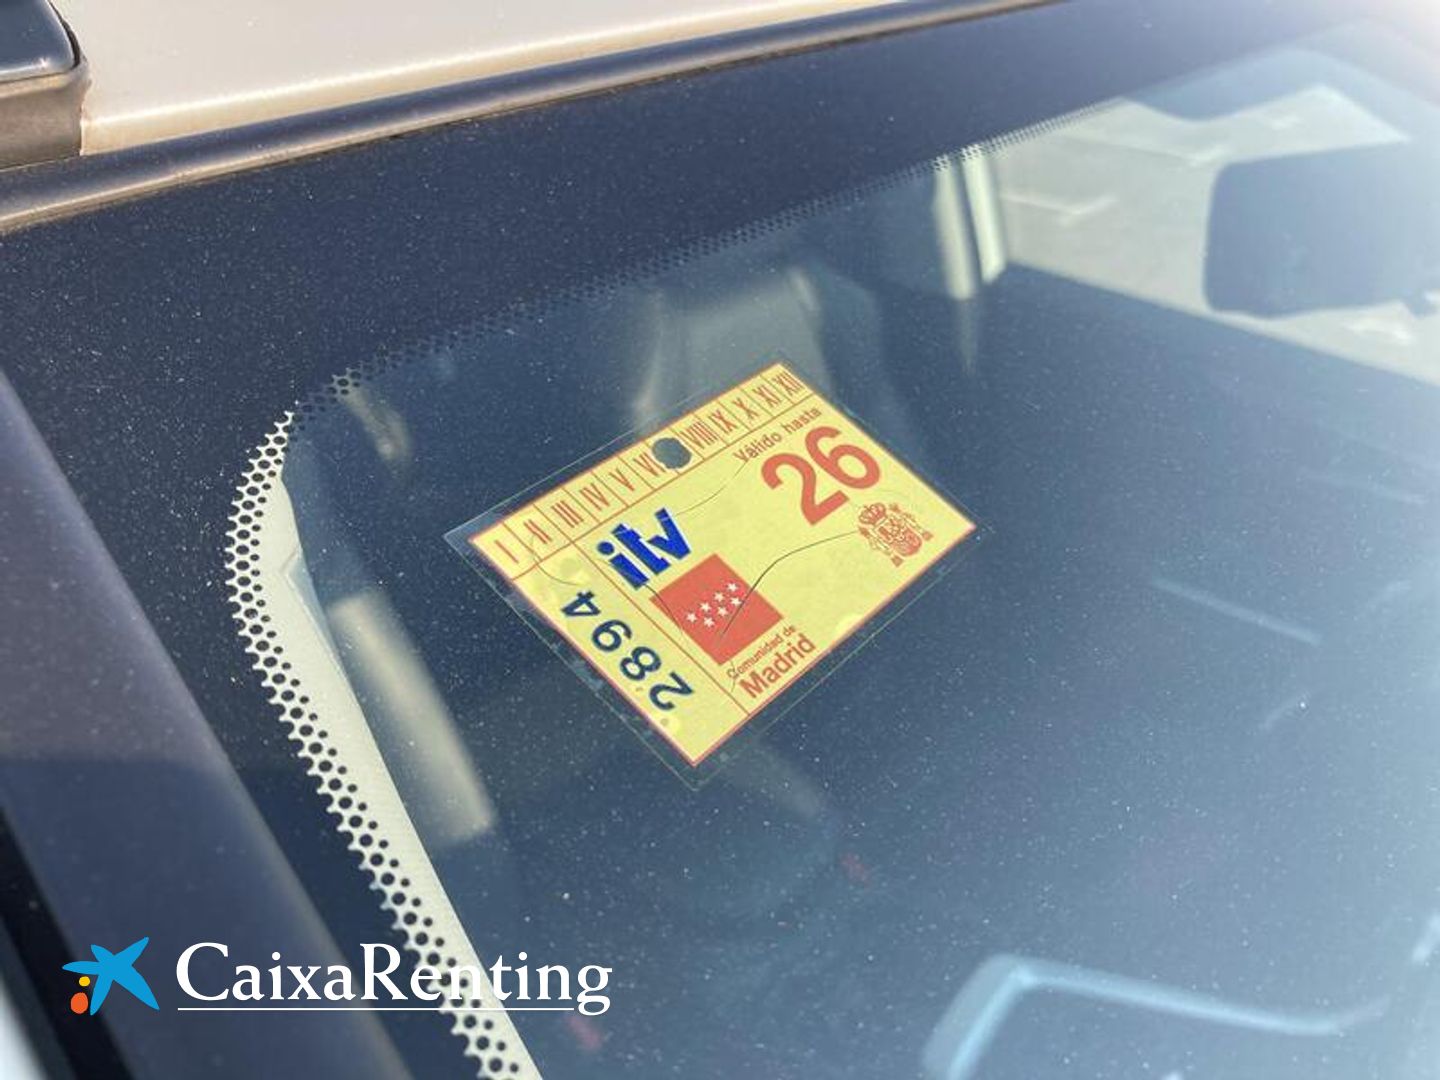 I II III IV V VI VIII IX X XI XII
Válido hasta
26
itv
2894
Comunidad de
Madrid
CaixaRenting